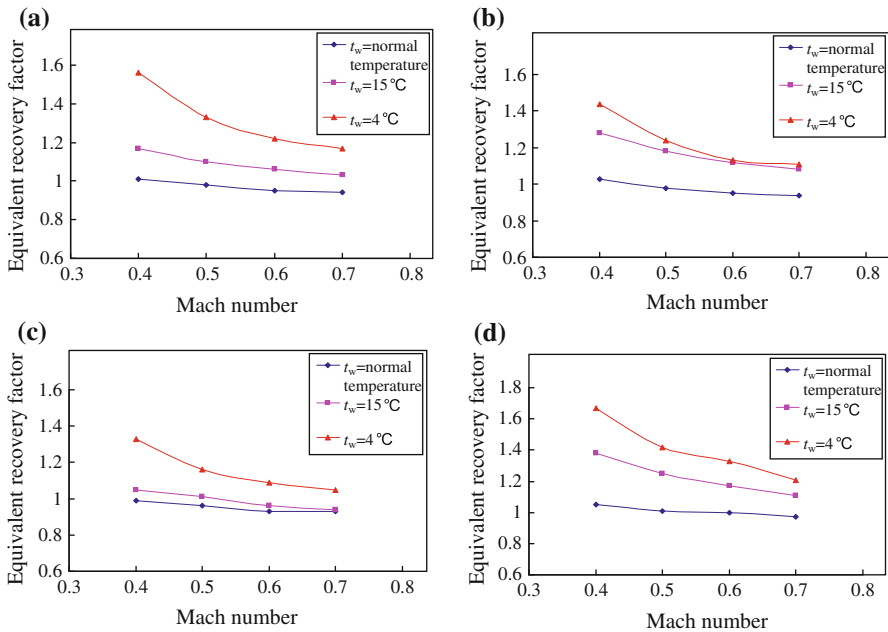 (a)
Equivalent recovery factor
1.6
1.4
1.2
1
0.8
0.6
0.3
0.4
0.5
0.6
0.7
0.8
Mach number
tw=normal
temperature
tw=15℃
tw=4℃
(b)
Equivalent recovery factor
1.6
1.4
1.2
1
0.8
0.6
0.3
0.4
0.5
0.6
0.7
0.8
Mach number
tw=normal
temperature
tw=15℃
tw=4℃
(c)
Equivalent recovery factor
1.6
1.4
1.2
1
0.8
0.6
0.3
0.4
0.5
0.6
0.7
0.8
Mach number
tw=normal
temperature
tw=15℃
tw=4℃
(d)
Equivalent recovery factor
1.8
1.6
1.4
1.2
1
0.8
0.6
0.3
0.4
0.5
0.6
0.7
0.8
Mach number
tw=normal
temperature
tw=15℃
tw=4℃